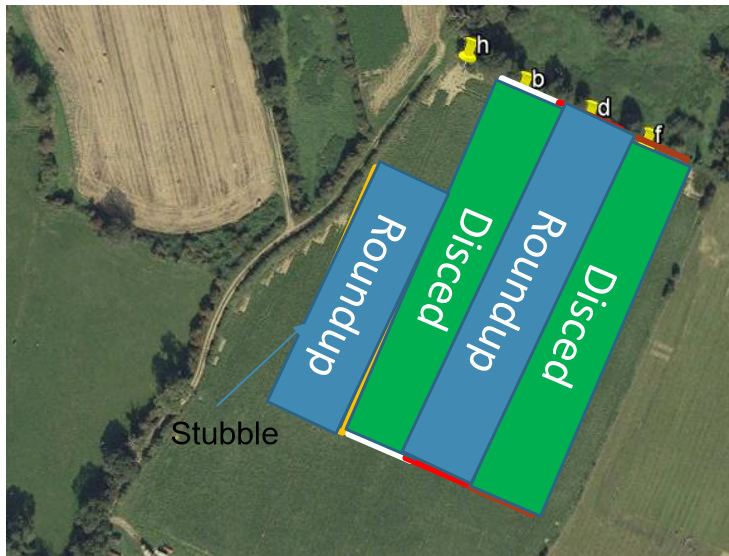 h
b
d
f
Roundup
Disced
Roundup
Disced
Stubble